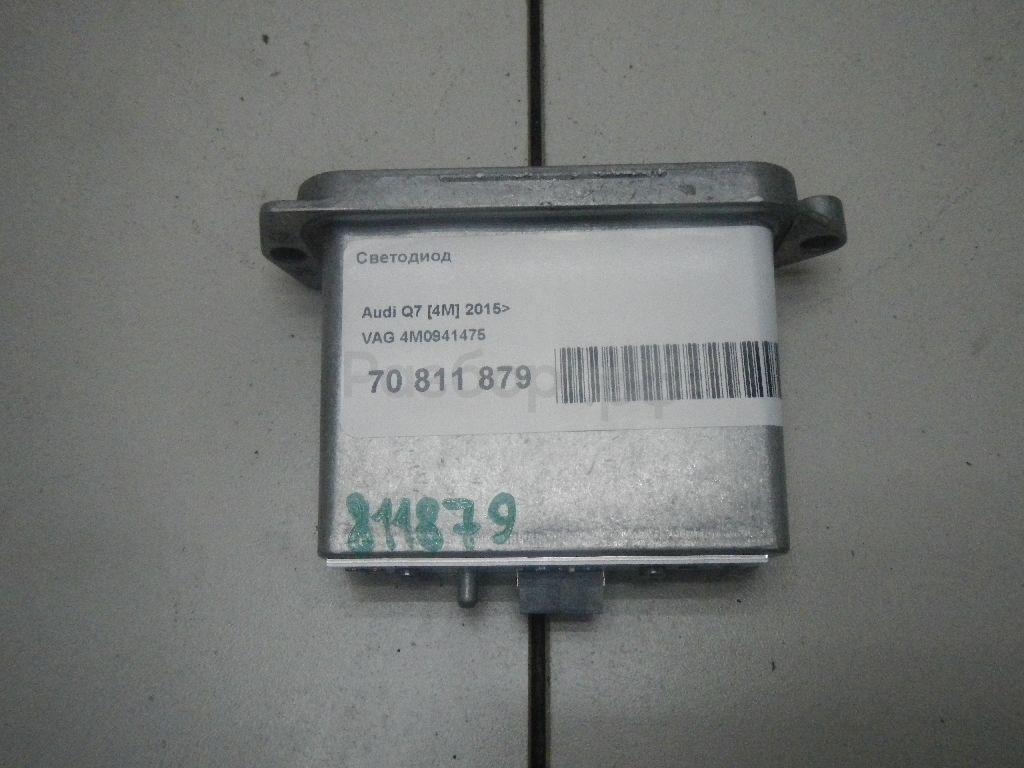 Светодиод
Audi Q7 [4M] 2015>
VAG 4M0941475
70 811 879
811879